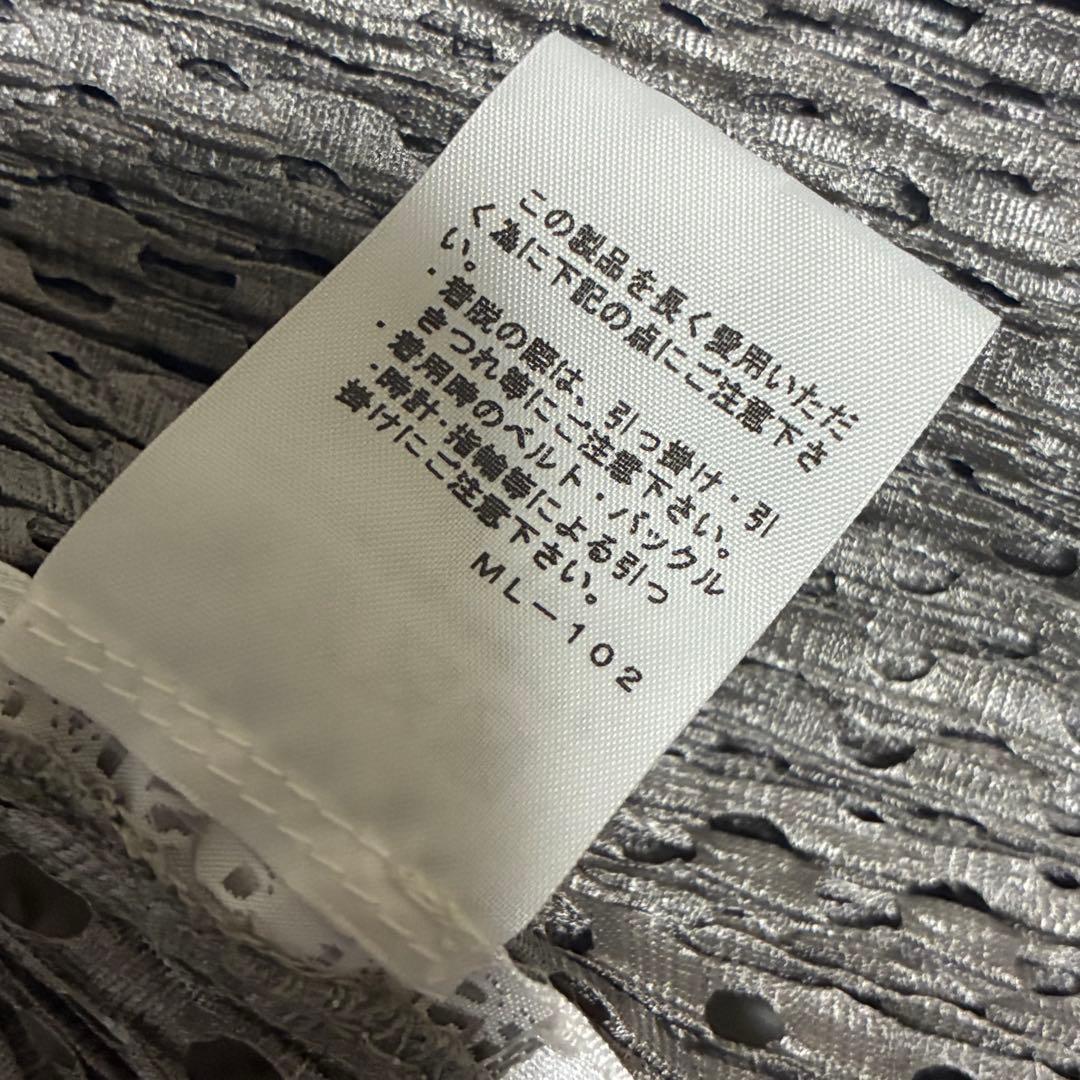 この製品を長く愛用いただ
く為に下記の点にご注意下さ
い。
・着脱の際は、引っ掛け・引
きつれ等にご注意下さい。
・着用時のベルト・バックル
・時計・指輪等による引っ
掛けにご注意下さい。
ML－102